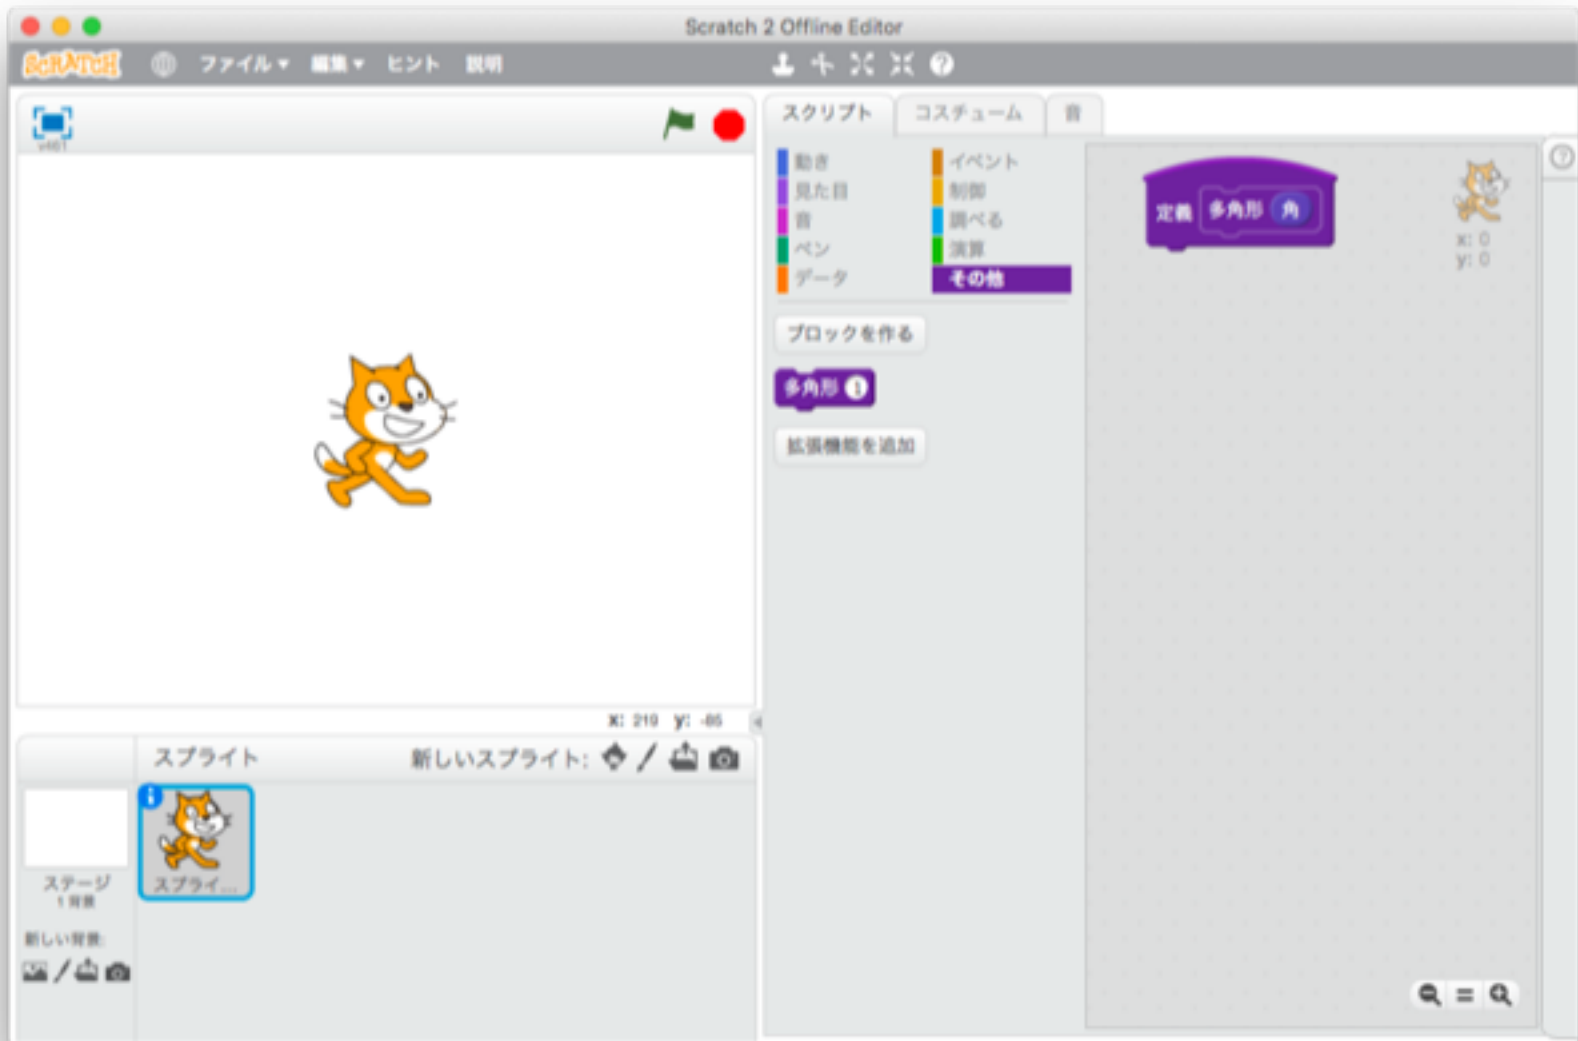 Scratch 2 Offline Editor
SCRATCH ファイル▼ 編集▼ ヒント 説明
v461
スクリプト コスチューム 音
動き イベント
見た目 制御
音 調べる
ペン 演算
データ その他
ブロックを作る
多角形 1
拡張機能を追加
定義 多角形 角
x: 0
y: 0
x: 219 y: -85
スプライト 新しいスプライト:
スプライ...
ステージ
1 背景
新しい背景: